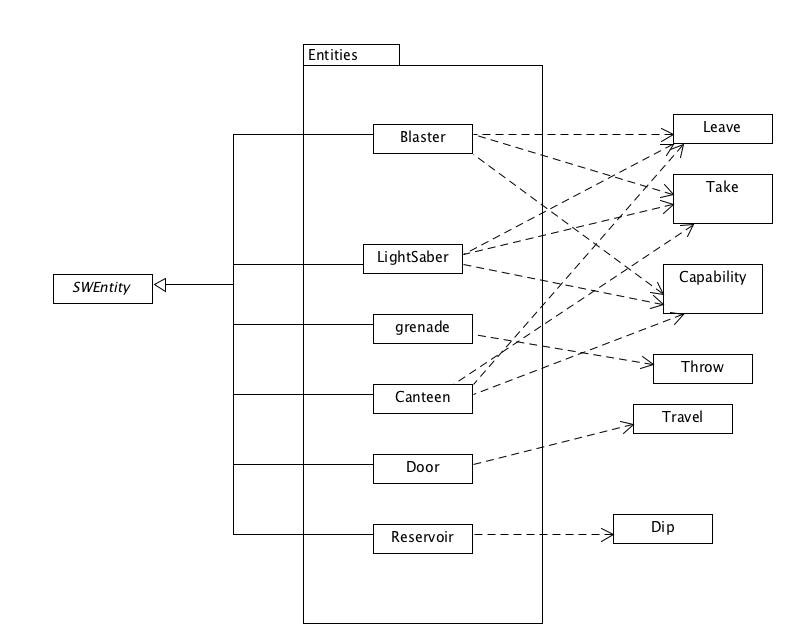 Entities
Blaster
Leave
Take
LightSaber
Capability
SWEntity
grenade
Throw
Canteen
Travel
Door
Reservoir
Dip